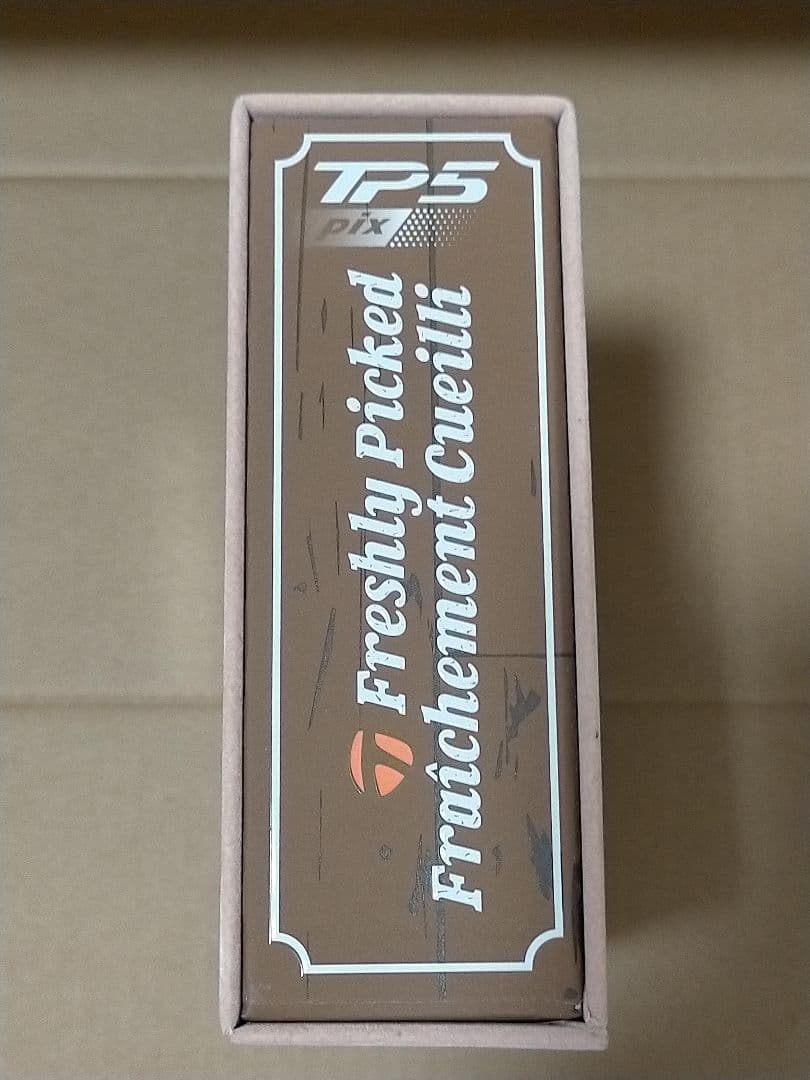 TP5
pix
Freshly Picked
Fraîchement Cueilli